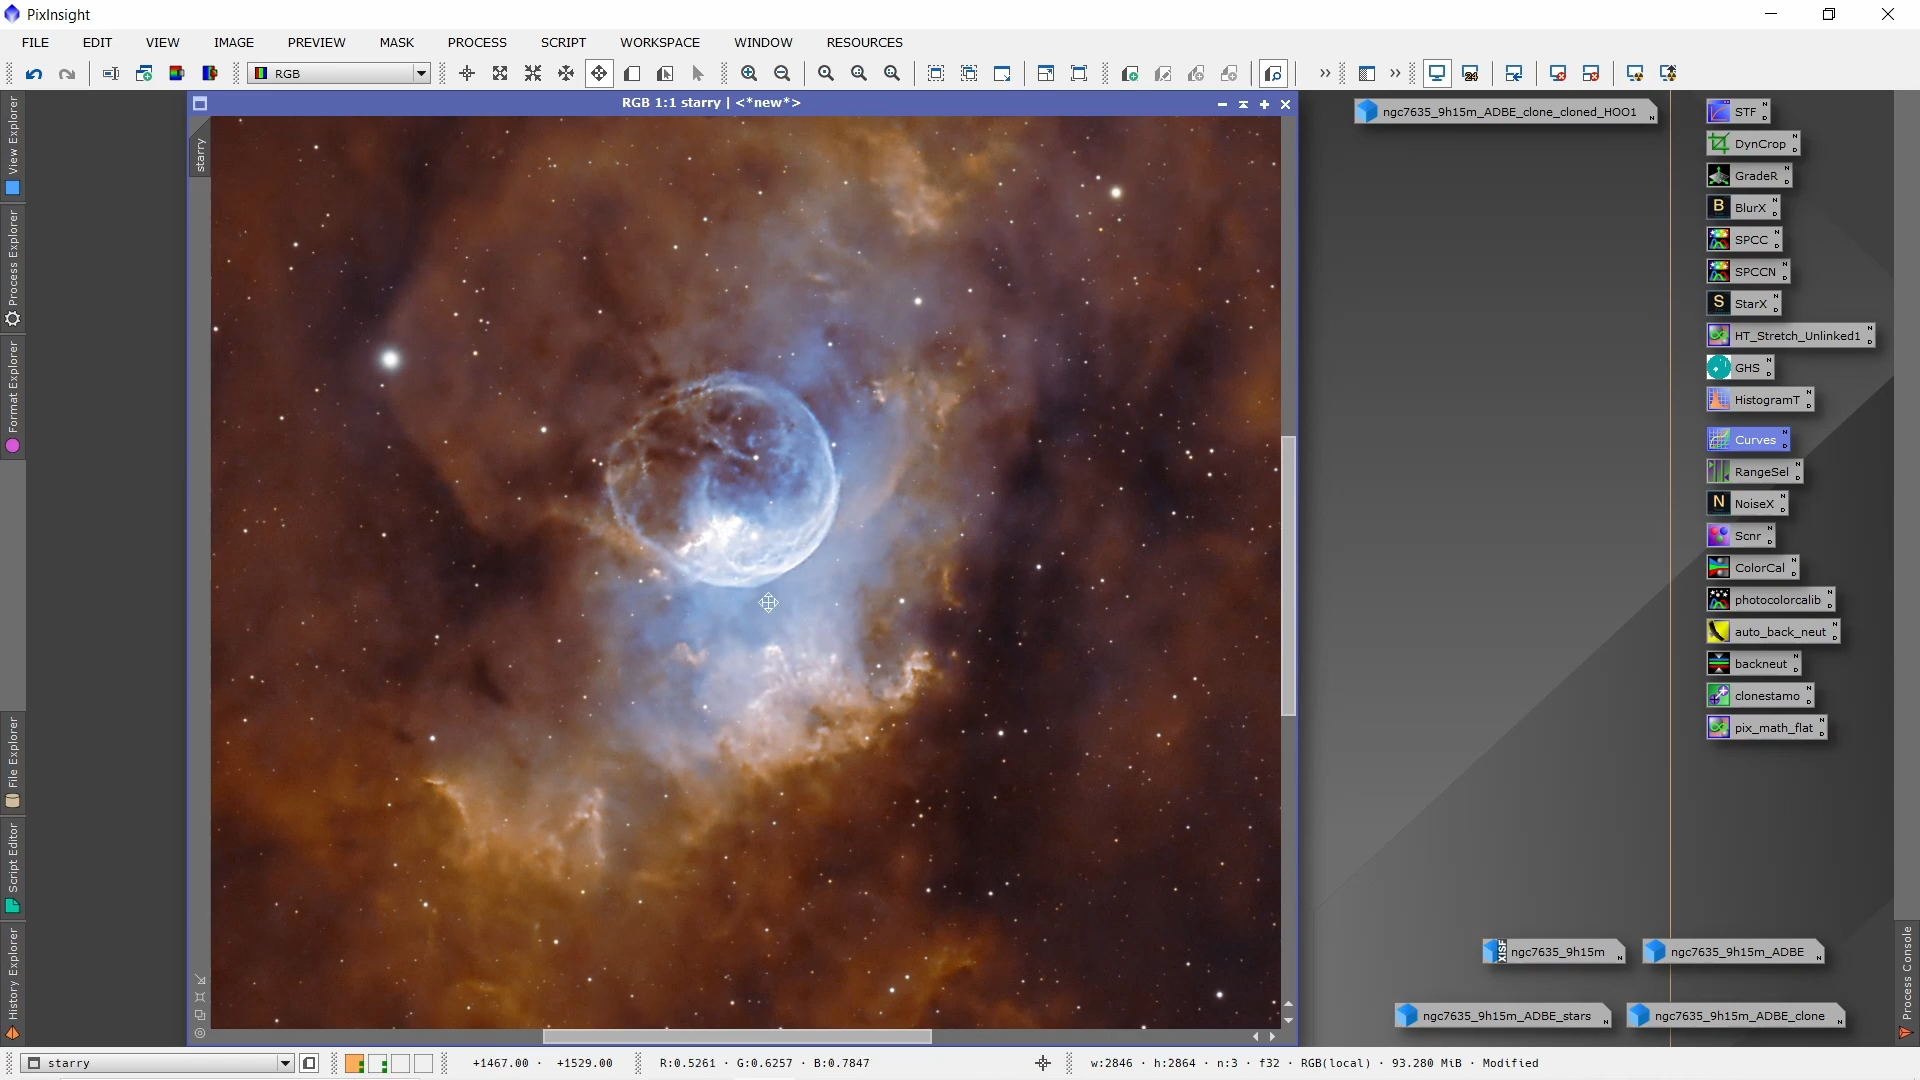 PixInsight
FILE EDIT VIEW IMAGE PREVIEW MASK PROCESS SCRIPT WORKSPACE WINDOW RESOURCES
RGB
24
RGB 1:1 starry | <*new*>
starry
View Explorer
Process Explorer
Format Explorer
File Explorer
Script Editor
History Explorer
ngc7635_9h15m_ADBE_clone_cloned_HOO1
STF
DynCrop
GradeR
BlurX
SPCC
SPCCN
StarX
HT_Stretch_Unlinked1
GHS
HistogramT
Curves
RangeSel
NoiseX
Scnr
ColorCal
photocolorcalib
auto_back_neut
backneut
clonestamo
pix_math_flat
XISF ngc7635_9h15m
ngc7635_9h15m_ADBE
ngc7635_9h15m_ADBE_stars
ngc7635_9h15m_ADBE_clone
Process Console
starry
+1467.00 · +1529.00
R:0.5261 · G:0.6257 · B:0.7847
w:2846 · h:2864 · n:3 · f32 · RGB(local) · 93.280 MiB · Modified